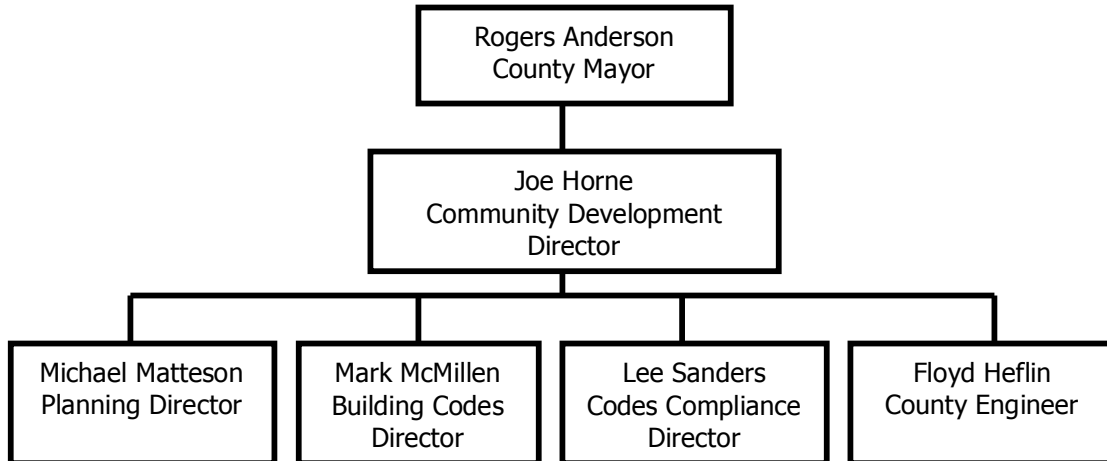 Rogers Anderson
County Mayor
Joe Horne
Community Development
Director
Michael Matteson
Planning Director
Mark McMillen
Building Codes
Director
Lee Sanders
Codes Compliance
Director
Floyd Heflin
County Engineer